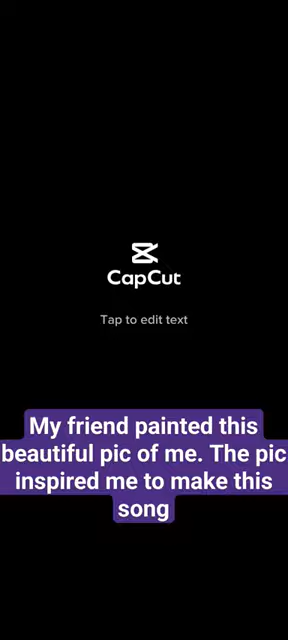 CapCut
Tap to edit text
My friend painted this
beautiful pic of me. The pic
inspired me to make this
song